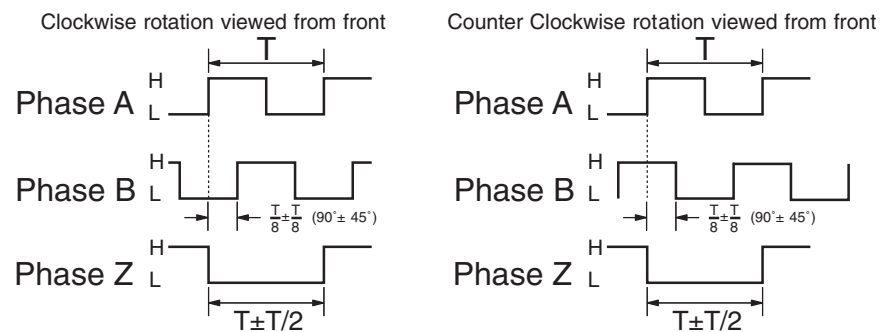 Clockwise rotation viewed from front
T
H
Phase A L
H
Phase B L
T/8±T/8 (90°± 45°)
H
Phase Z L
T±T/2
Counter Clockwise rotation viewed from front
T
H
Phase A L
H
Phase B L
T/8±T/8 (90°± 45°)
H
Phase Z L
T±T/2